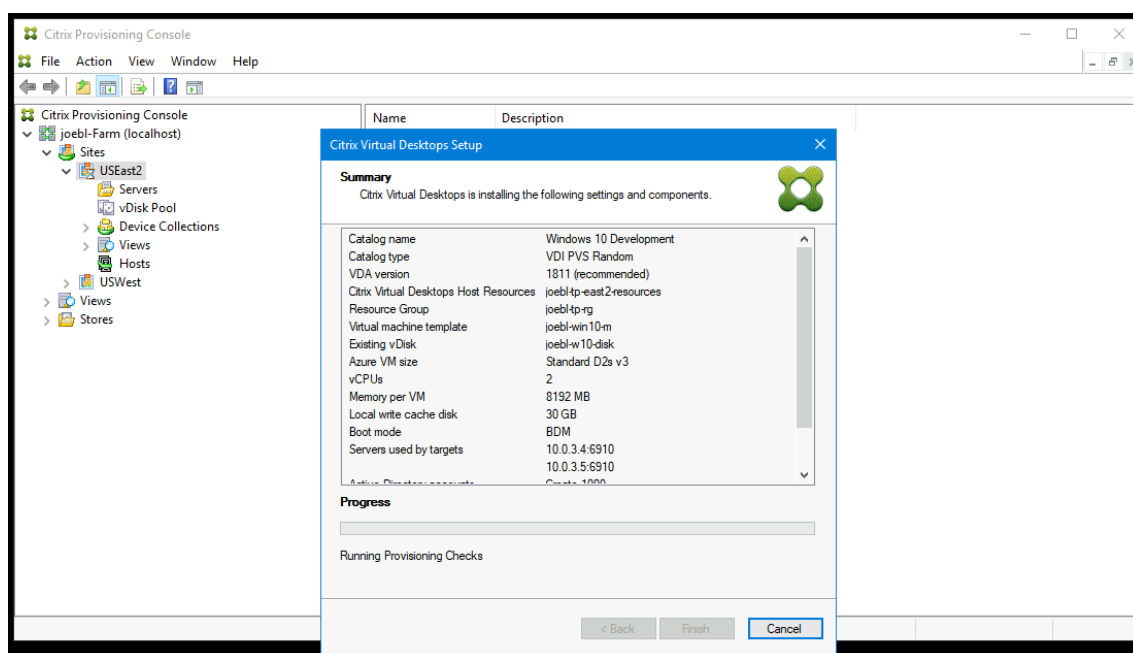 Citrix Provisioning Console
File Action View Window Help
Citrix Provisioning Console
joebl-Farm (localhost)
Sites
USEast2
Servers
vDisk Pool
Device Collections
Views
Hosts
USWest
Views
Stores
Name Description
Citrix Virtual Desktops Setup
Summary
Citrix Virtual Desktops is installing the following settings and components.
Catalog name Windows 10 Development
Catalog type VDI PVS Random
VDA version 1811 (recommended)
Citrix Virtual Desktops Host Resources joebl-tp-east2-resources
Resource Group joebl-tp-rg
Virtual machine template joebl-win10-m
Existing vDisk joebl-w10-disk
Azure VM size Standard D2s v3
vCPUs 2
Memory per VM 8192 MB
Local write cache disk 30 GB
Boot mode BDM
Servers used by targets 10.0.3.4:6910
10.0.3.5:6910
Active Directory accounts Create 1000
Progress
Running Provisioning Checks
< Back Finish Cancel